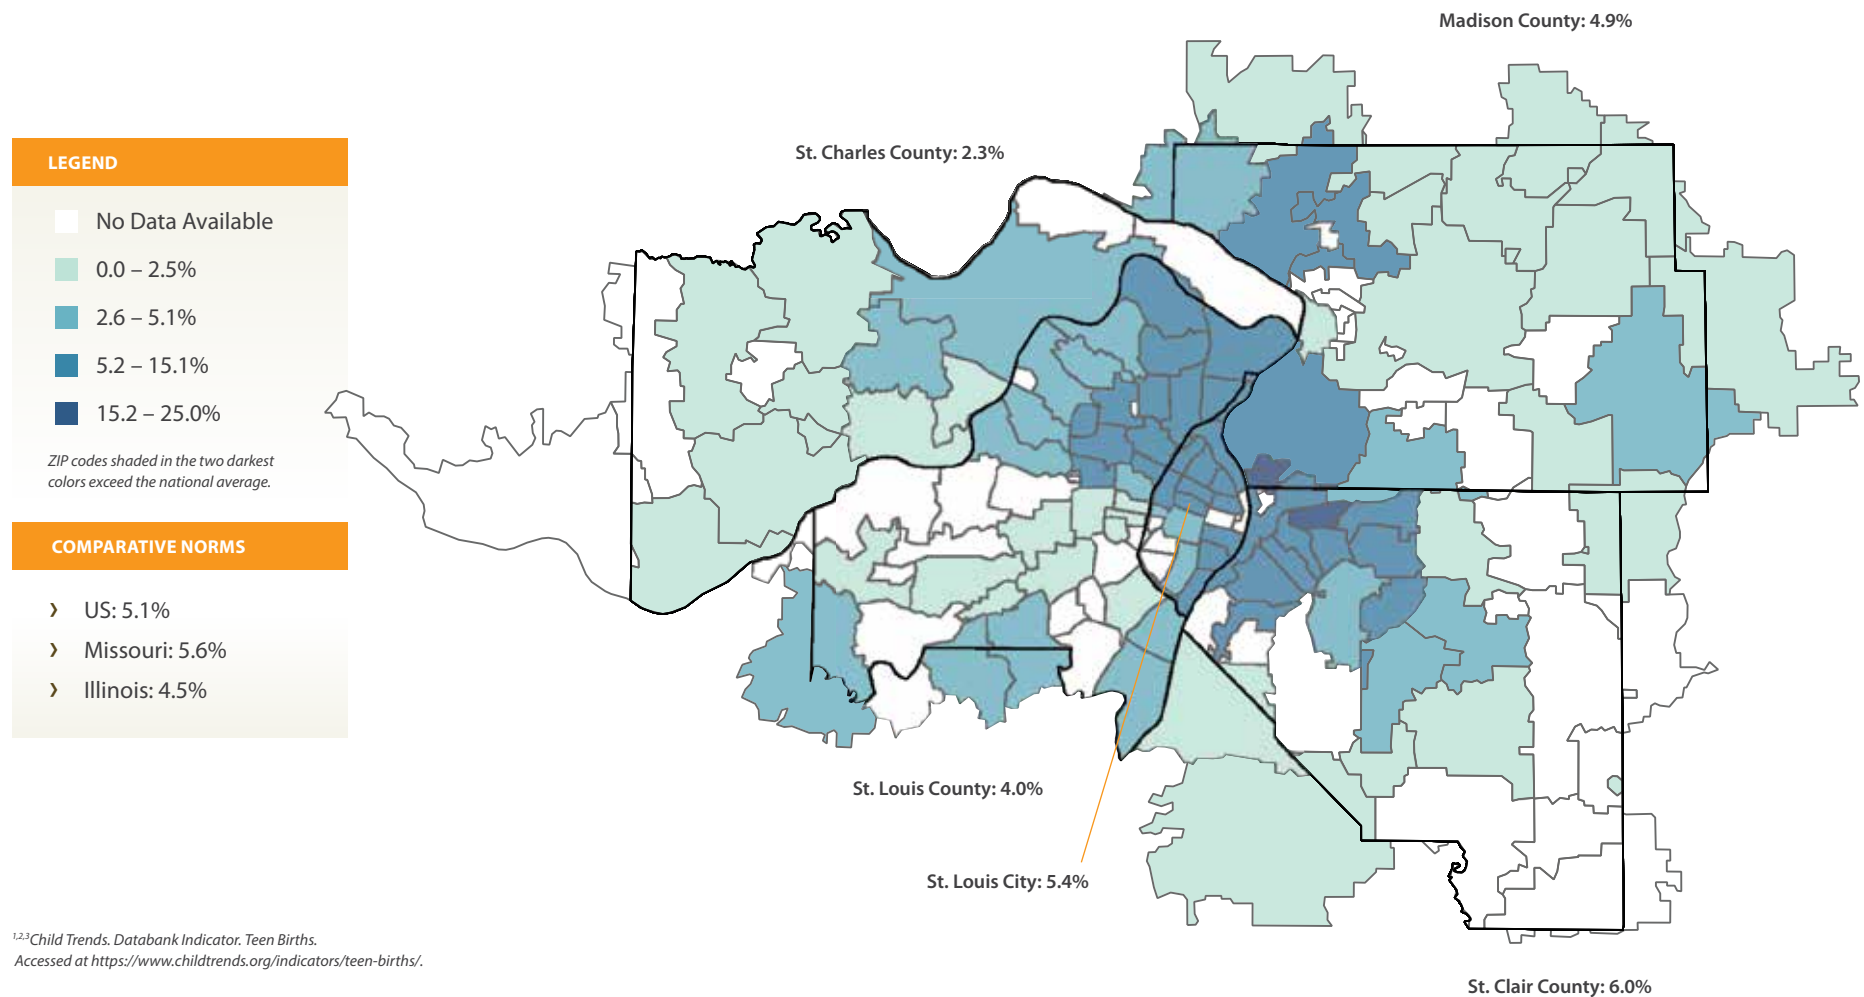 Madison County: 4.9%
St. Charles County: 2.3%
LEGEND
No Data Available
0.0 – 2.5%
2.6 – 5.1%
5.2 – 15.1%
15.2 – 25.0%
ZIP codes shaded in the two darkest
colors exceed the national average.
COMPARATIVE NORMS
› US: 5.1%
› Missouri: 5.6%
› Illinois: 4.5%
St. Louis County: 4.0%
St. Louis City: 5.4%
1,2,3Child Trends. Databank Indicator. Teen Births.
Accessed at https://www.childtrends.org/indicators/teen-births/.
St. Clair County: 6.0%